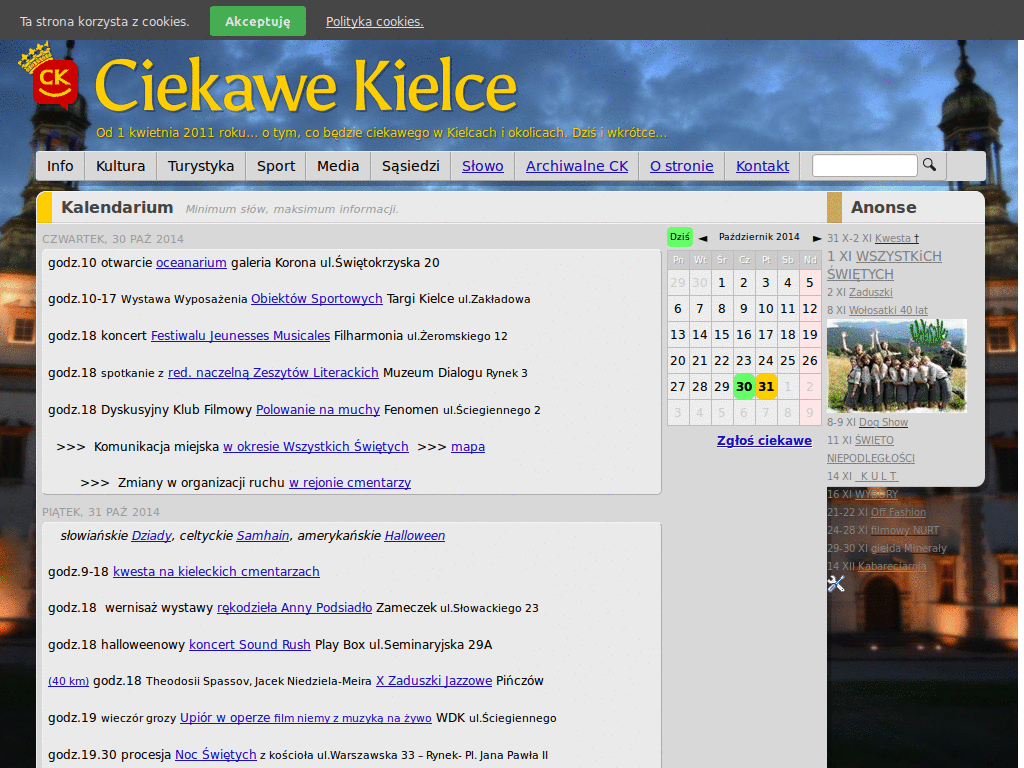 Ta strona korzysta z cookies. Akceptuję Polityka cookies.
CK
Ciekawe Kielce
Od 1 kwietnia 2011 roku... o tym, co będzie ciekawego w Kielcach i okolicach. Dziś i wkrótce...
Info Kultura Turystyka Sport Media Sąsiedzi Słowo Archiwalne CK O stronie Kontakt
Kalendarium Minimum słów, maksimum informacji.
CZWARTEK, 30 PAŹ 2014
godz.10 otwarcie oceanarium galeria Korona ul.Świętokrzyska 20
godz.10-17 Wystawa Wyposażenia Obiektów Sportowych Targi Kielce ul.Zakładowa
godz.18 koncert Festiwalu Jeunesses Musicales Filharmonia ul.Żeromskiego 12
godz.18 spotkanie z red. naczelną Zeszytów Literackich Muzeum Dialogu Rynek 3
godz.18 Dyskusyjny Klub Filmowy Polowanie na muchy Fenomen ul.Ściegiennego 2
>>> Komunikacja miejska w okresie Wszystkich Świętych >>> mapa
>>> Zmiany w organizacji ruchu w rejonie cmentarzy
PIĄTEK, 31 PAŹ 2014
słowiańskie Dziady, celtyckie Samhain, amerykańskie Halloween
godz.9-18 kwesta na kieleckich cmentarzach
godz.18 wernisaż wystawy rękodzieła Anny Podsiadło Zameczek ul.Słowackiego 23
godz.18 halloweenowy koncert Sound Rush Play Box ul.Seminaryjska 29A
(40 km) godz.18 Theodosii Spassov, Jacek Niedziela-Meira X Zaduszki Jazzowe Pińczów
godz.19 wieczór grozy Upiór w operze film niemy z muzyką na żywo WDK ul.Ściegiennego
godz.19.30 procesja Noc Świętych z kościoła ul.Warszawska 33 – Rynek- Pl. Jana Pawła II
Dziś ◄ Październik 2014 ►
Pn Wt Śr Cz Pt Sb Nd
29 30 1 2 3 4 5
6 7 8 9 10 11 12
13 14 15 16 17 18 19
20 21 22 23 24 25 26
27 28 29 30 31 1 2
3 4 5 6 7 8 9
Zgłoś ciekawe
Anonse
31 X-2 XI Kwesta †
1 XI WSZYSTKiCH
ŚWIĘTYCH
2 XI Zaduszki
8 XI Wołosatki 40 lat
8-9 XI Dog Show
11 XI ŚWIĘTO
NIEPODLEGŁOŚCI
14 XI K U L T
16 XI WYBORY
21-22 XI Off Fashion
24-28 XI filmowy NURT
29-30 XI giełda Minerały
14 XII Kabareciarnia